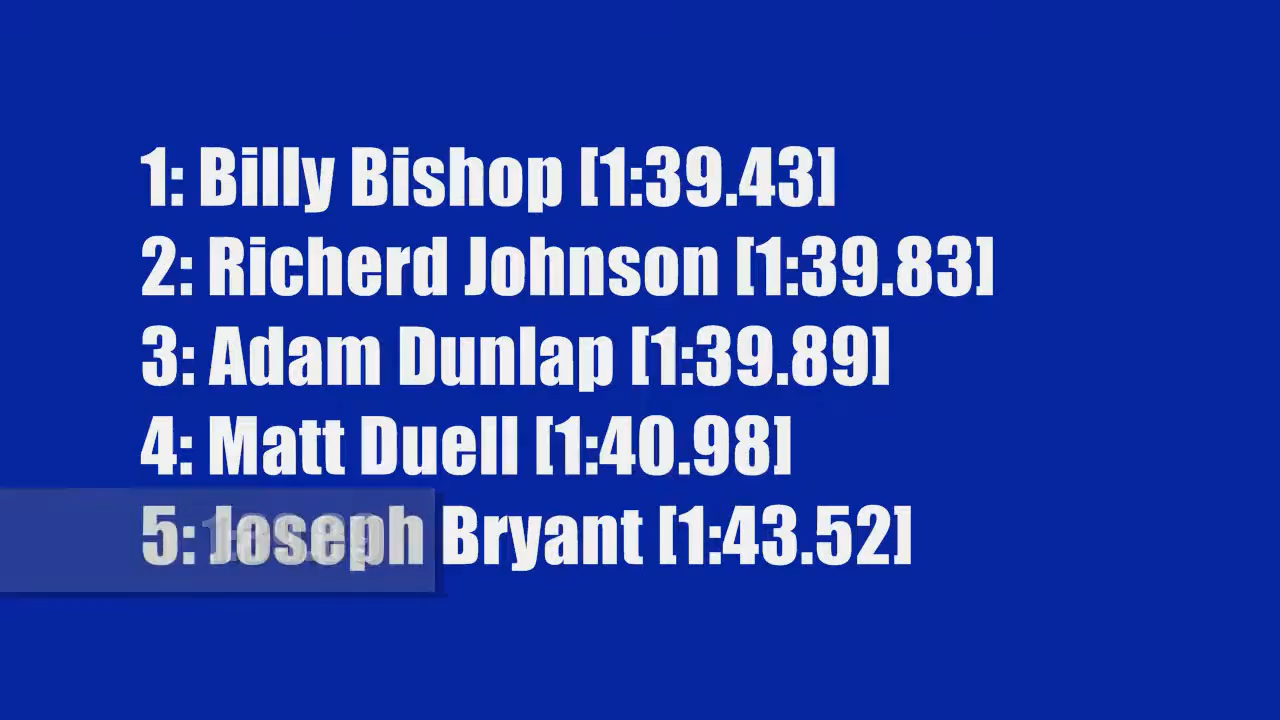 1: Billy Bishop [1:39.43]
2: Richerd Johnson [1:39.83]
3: Adam Dunlap [1:39.89]
4: Matt Duell [1:40.98]
5: Joseph Bryant [1:43.52]